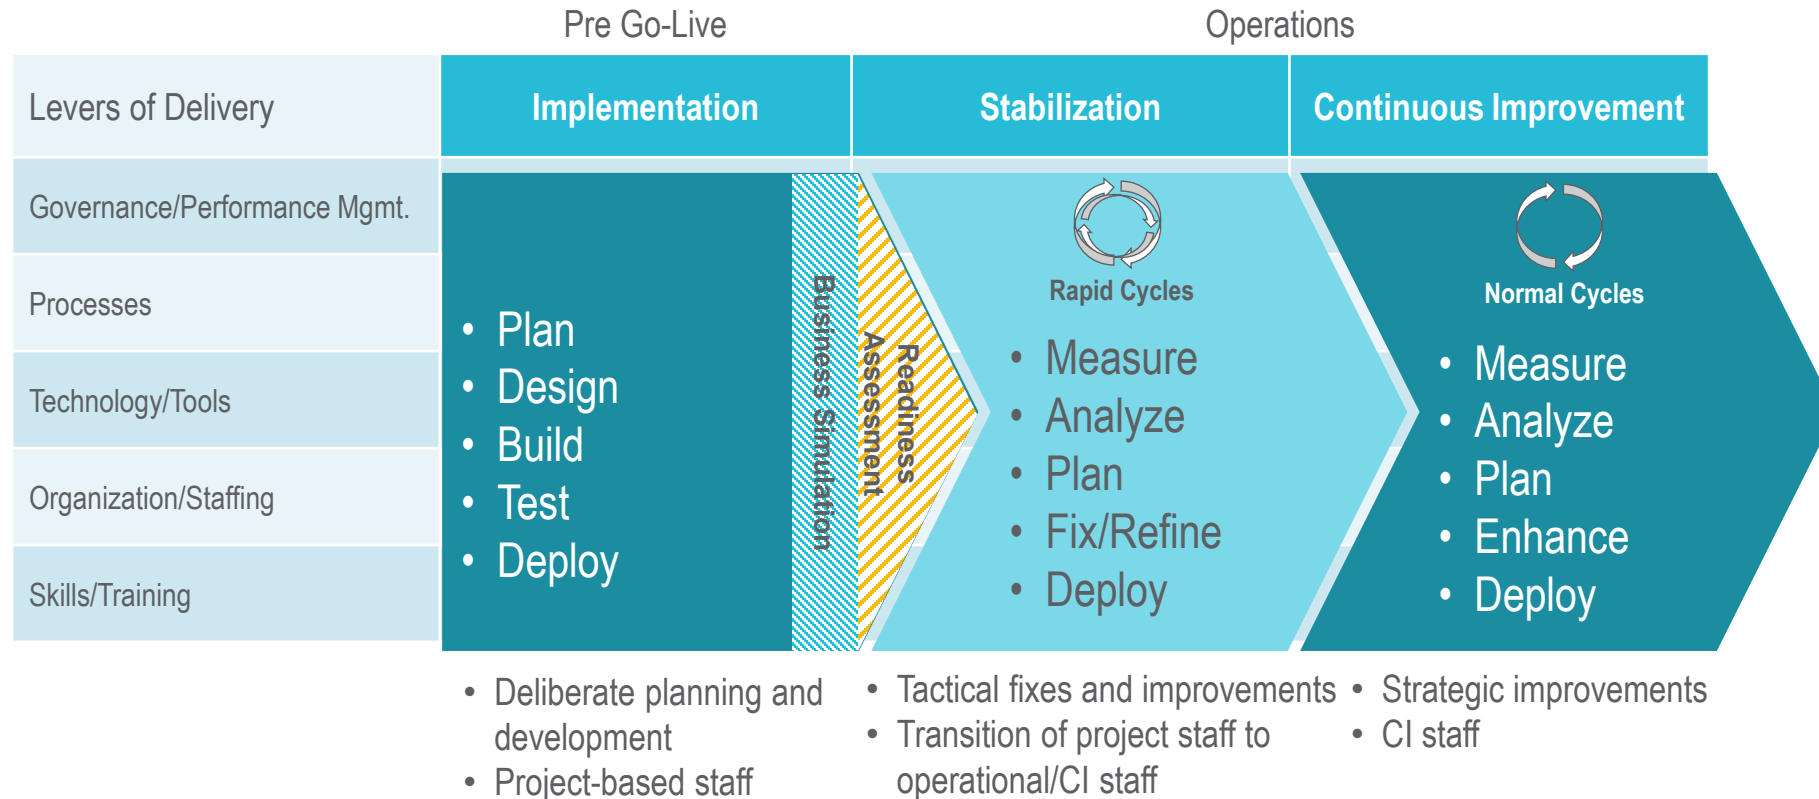 Pre Go-Live
Operations
Levers of Delivery
Implementation
Stabilization
Continuous Improvement
Governance/Performance Mgmt.
Processes
Technology/Tools
Organization/Staffing
Skills/Training
• Plan
• Design
• Build
• Test
• Deploy
Business Simulation
Readiness
Assessment
Rapid Cycles
• Measure
• Analyze
• Plan
• Fix/Refine
• Deploy
Normal Cycles
• Measure
• Analyze
• Plan
• Enhance
• Deploy
• Deliberate planning and
development
• Project-based staff
• Tactical fixes and improvements
• Transition of project staff to
operational/CI staff
• Strategic improvements
• CI staff